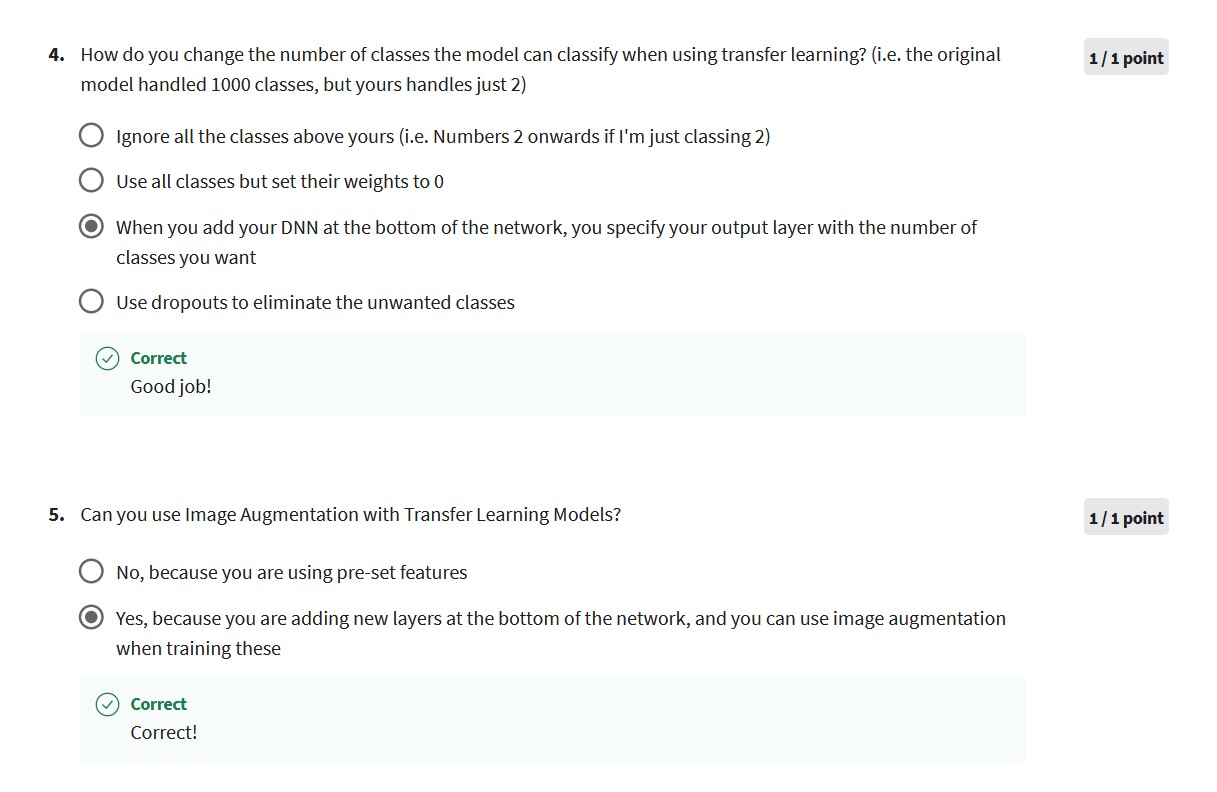 4. How do you change the number of classes the model can classify when using transfer learning? (i.e. the original
1 / 1 point
model handled 1000 classes, but yours handles just 2)
Ignore all the classes above yours (i.e. Numbers 2 onwards if I'm just classing 2)
Use all classes but set their weights to 0
When you add your DNN at the bottom of the network, you specify your output layer with the number of
classes you want
Use dropouts to eliminate the unwanted classes
Correct
Good job!
5. Can you use Image Augmentation with Transfer Learning Models?
1 / 1 point
No, because you are using pre-set features
Yes, because you are adding new layers at the bottom of the network, and you can use image augmentation
when training these
Correct
Correct!